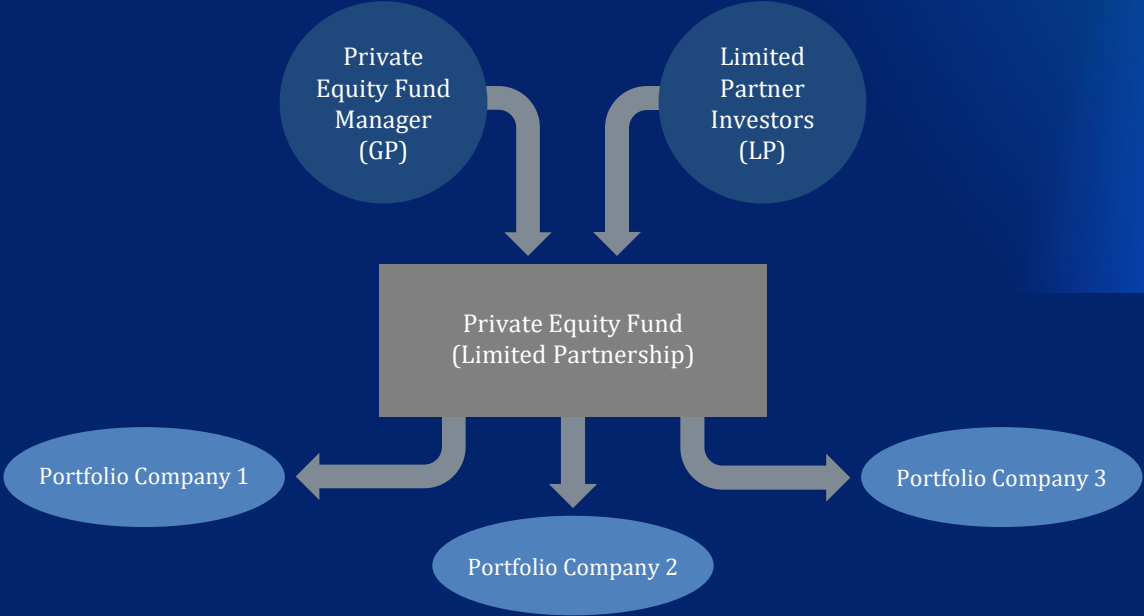 Private
Equity Fund
Manager
(GP)
Limited
Partner
Investors
(LP)
Private Equity Fund
(Limited Partnership)
Portfolio Company 1
Portfolio Company 2
Portfolio Company 3